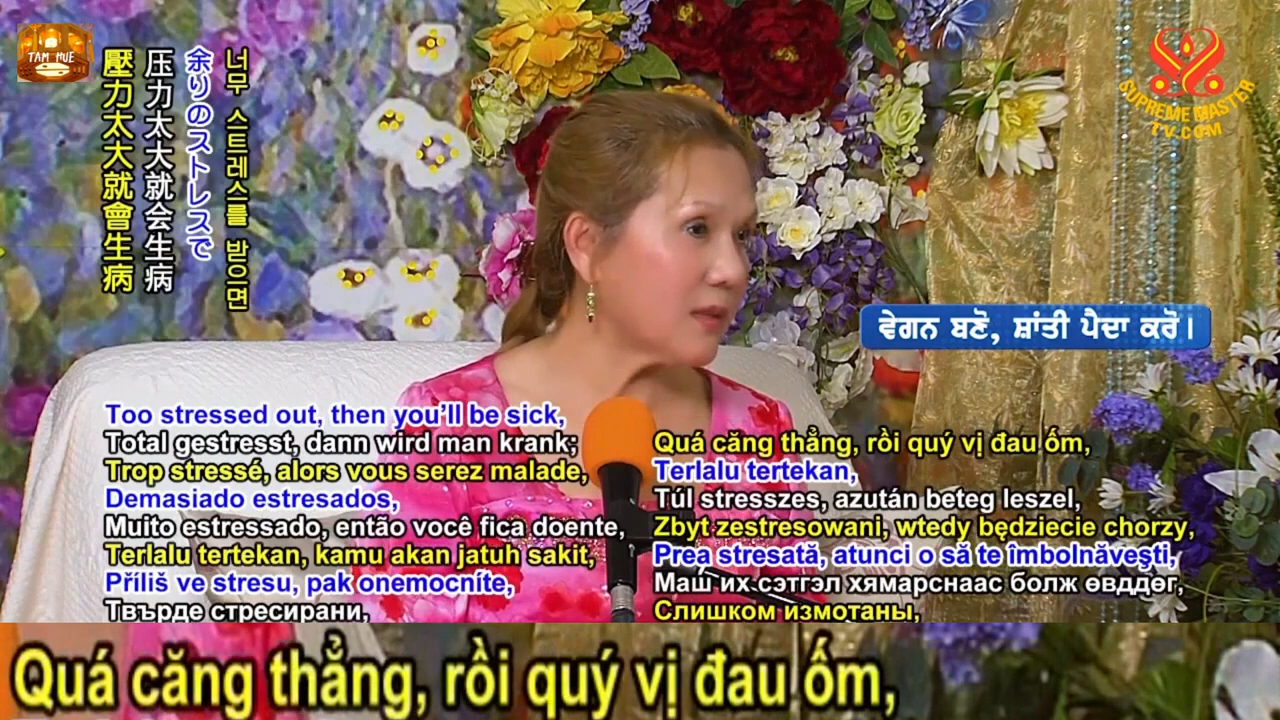 TAM HUE
壓力太大就會生病
压力太大就会生病
余りのストレスで
너무 스트레스를 받으면
SUPREME MASTER
TV.COM
ਵੇਗਨ ਬਣੋ, ਸ਼ਾਂਤੀ ਪੈਦਾ ਕਰੋ।
Too stressed out, then you’ll be sick,
Total gestresst, dann wird man krank;
Trop stressé, alors vous serez malade,
Demasiado estresados,
Muito estressado, então você fica doente,
Terlalu tertekan, kamu akan jatuh sakit,
Příliš ve stresu, pak onemocníte,
Твърде стресирани,
Quá căng thẳng, rồi quý vị đau ốm,
Terlalu tertekan,
Túl stresszes, azután beteg leszel,
Zbyt zestresowani, wtedy będziecie chorzy,
Prea stresată, atunci o să te îmbolnăveşti,
Маш их сэтгэл хямарснаас болж өвддөг,
Слишком измотаны,
Quá căng thẳng, rồi quý vị đau ốm,